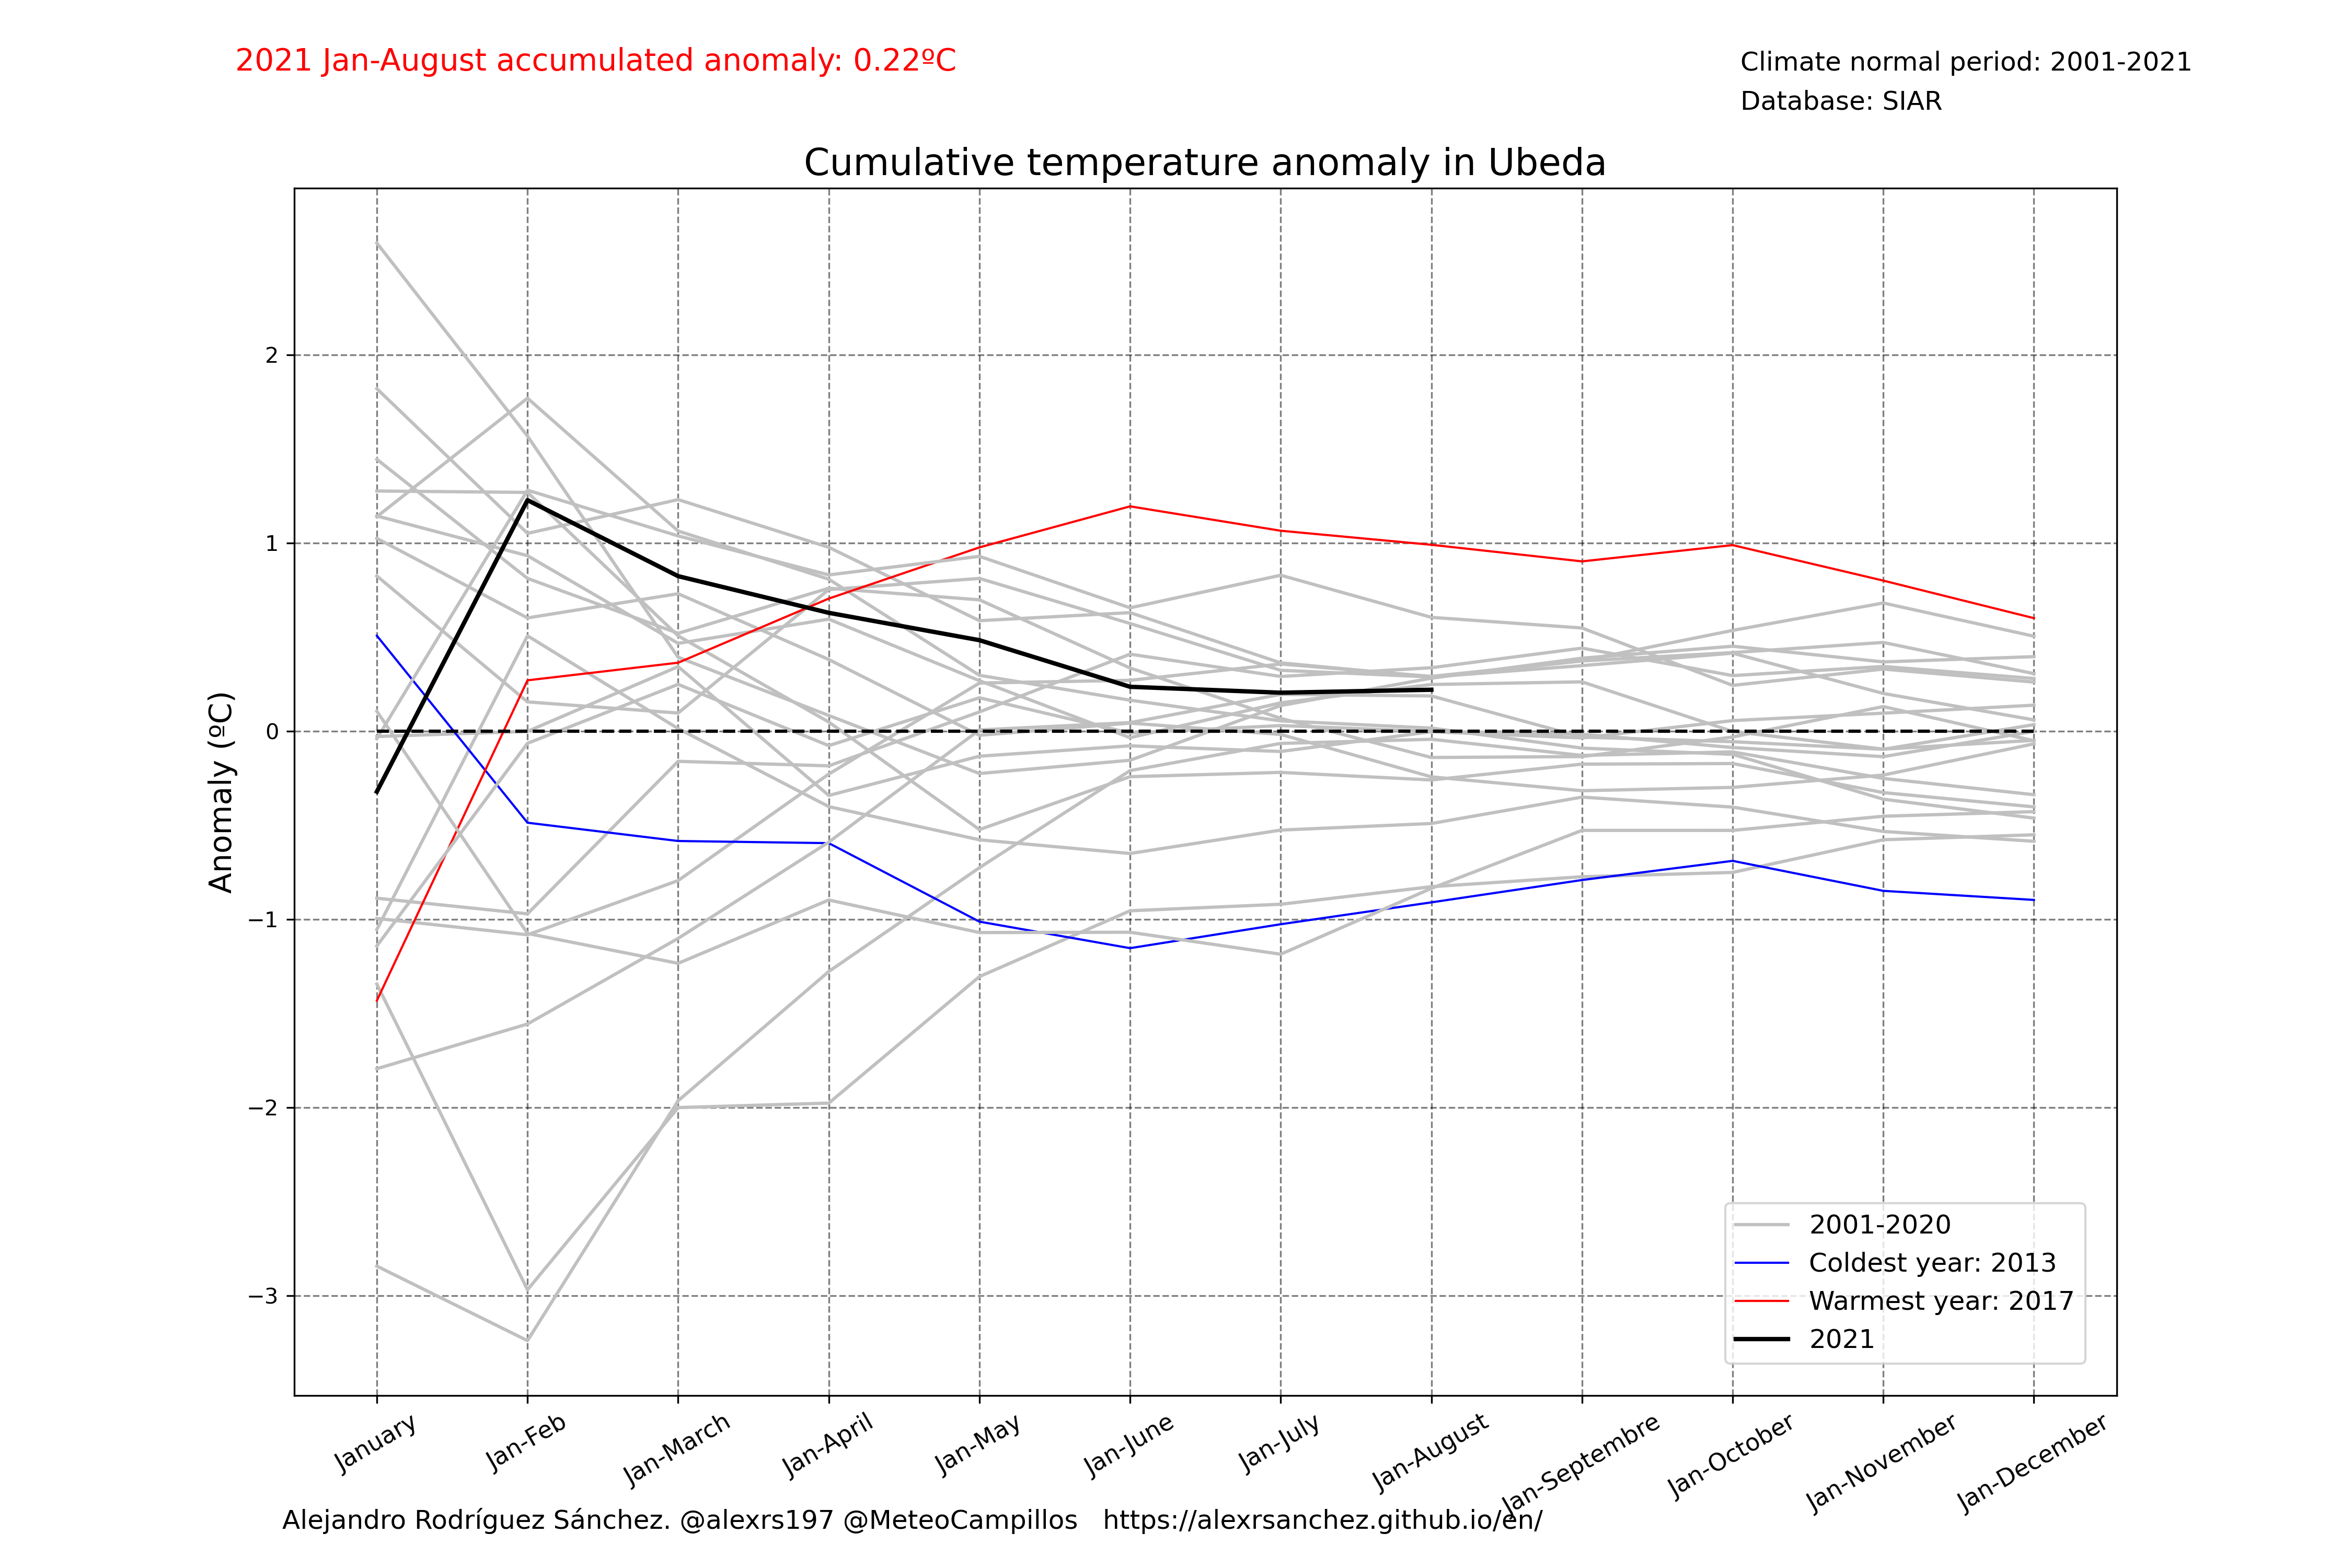 2021 Jan-August accumulated anomaly: 0.22ºC
Climate normal period: 2001-2021
Database: SIAR
Cumulative temperature anomaly in Ubeda
Anomaly (ºC)
2
1
0
−1
−2
−3
2001-2020
Coldest year: 2013
Warmest year: 2017
2021
January
Jan-Feb
Jan-March
Jan-April
Jan-May
Jan-June
Jan-July
Jan-August
Jan-Septembre
Jan-October
Jan-November
Jan-December
Alejandro Rodríguez Sánchez. @alexrs197 @MeteoCampillos https://alexrsanchez.github.io/en/